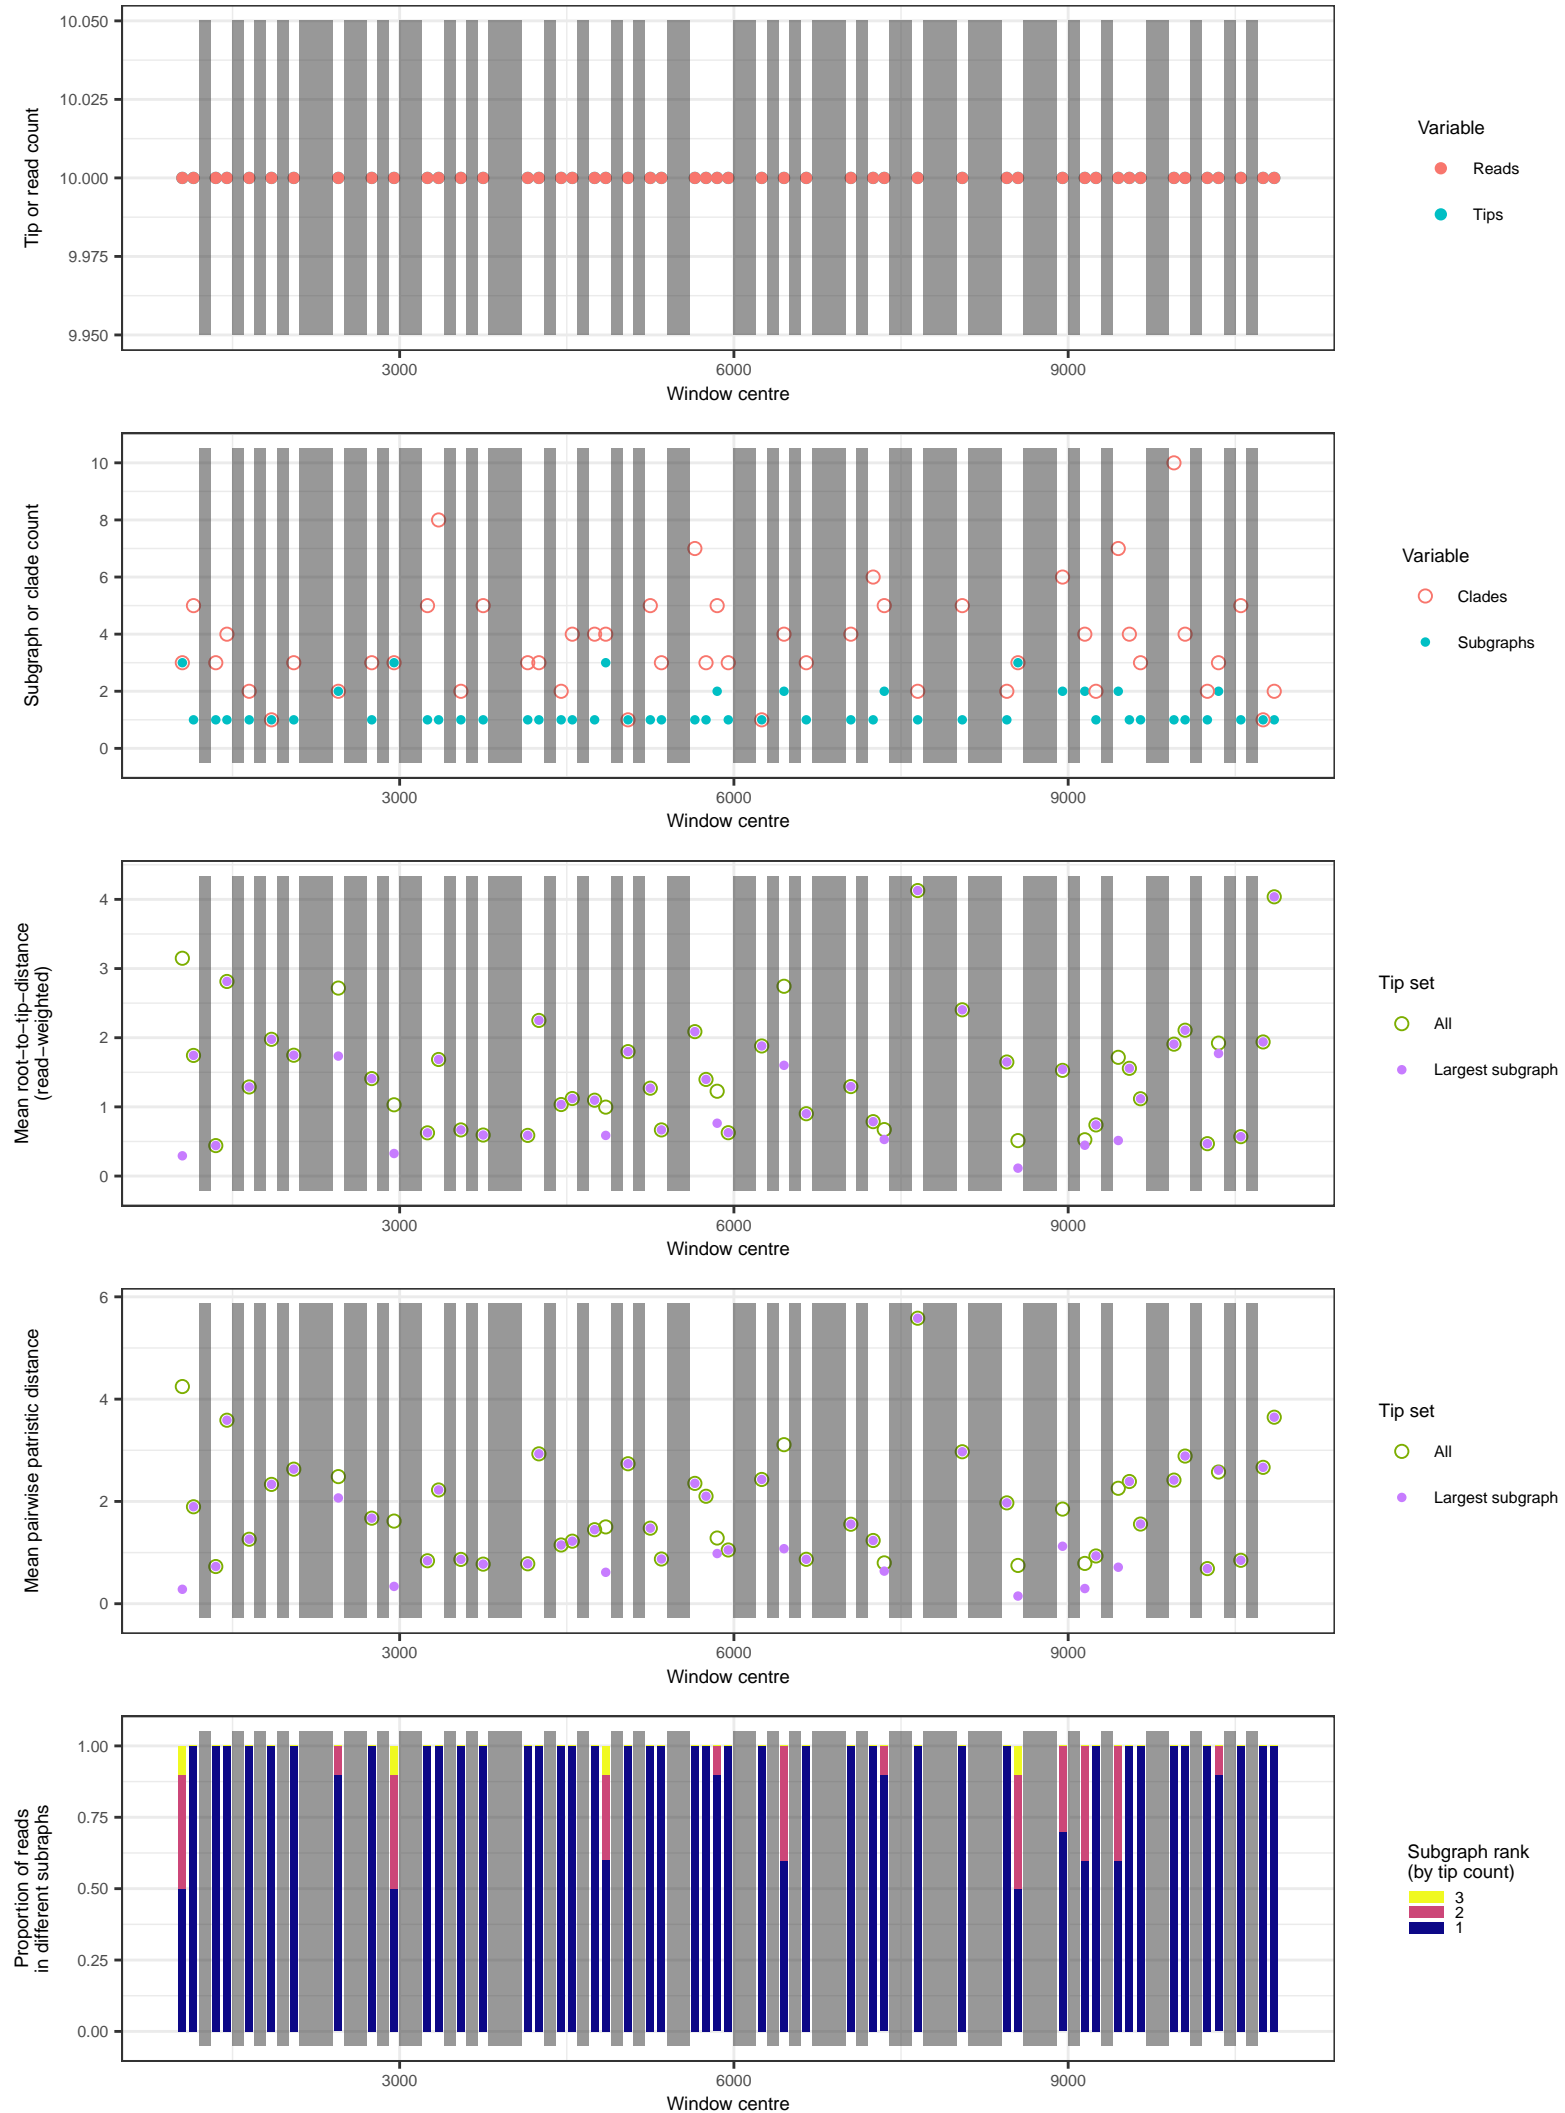 10.050
10.025
10.000
9.975
9.950
Tip or read count
3000
6000
9000
Window centre
Variable
Reads
Tips
10
8
6
4
2
0
Subgraph or clade count
3000
6000
9000
Window centre
Variable
Clades
Subgraphs
4
3
2
1
0
Mean root−to−tip−distance
(read−weighted)
3000
6000
9000
Window centre
Tip set
All
Largest subgraph
6
4
2
0
Mean pairwise patristic distance
3000
6000
9000
Window centre
Tip set
All
Largest subgraph
1.00
0.75
0.50
0.25
0.00
Proportion of reads
in different subraphs
3000
6000
9000
Window centre
Subgraph rank
(by tip count)
3
2
1